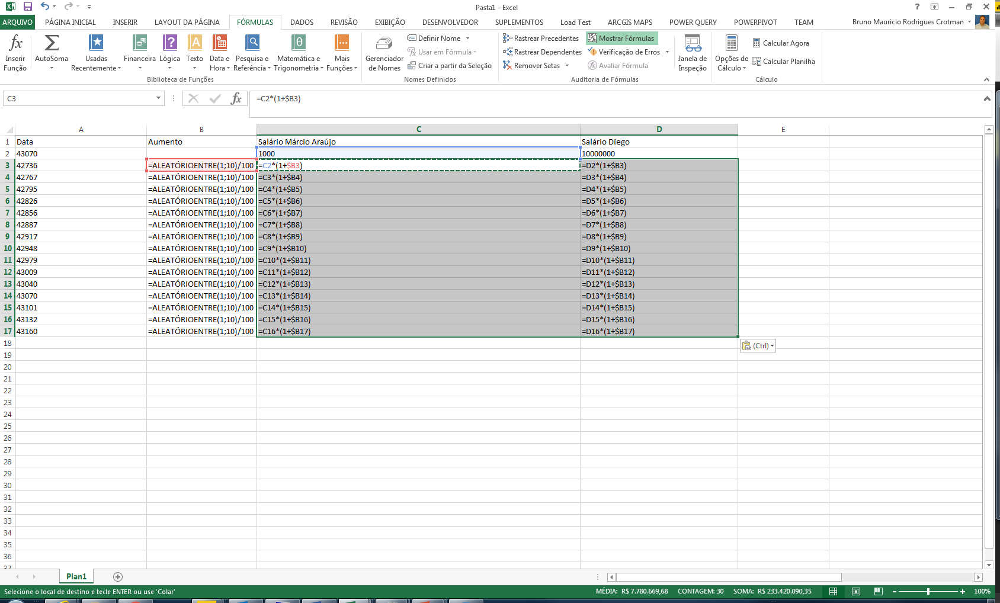 Pasta1 - Excel
ARQUIVO PÁGINA INICIAL INSERIR LAYOUT DA PÁGINA FÓRMULAS DADOS REVISÃO EXIBIÇÃO DESENVOLVEDOR SUPLEMENTOS Load Test ARCGIS MAPS POWER QUERY POWERPIVOT TEAM Bruno Mauricio Rodrigues Crotman
Inserir Função
AutoSoma
Usadas Recentemente
Financeira
Lógica
Texto
Data e Hora
Pesquisa e Referência
Matemática e Trigonometria
Mais Funções
Biblioteca de Funções
Gerenciador de Nomes
Definir Nome
Usar em Fórmula
Criar a partir da Seleção
Nomes Definidos
Rastrear Precedentes
Rastrear Dependentes
Remover Setas
Mostrar Fórmulas
Verificação de Erros
Avaliar Fórmula
Auditoria de Fórmulas
Janela de Inspeção
Opções de Cálculo
Calcular Agora
Calcular Planilha
Cálculo
C3 fx =C2*(1+$B3)
A B C D E
1 Data Aumento Salário Márcio Araújo Salário Diego
2 43070 1000 10000000
3 42736 =ALEATÓRIOENTRE(1;10)/100 =C2*(1+$B3) =D2*(1+$B3)
4 42767 =ALEATÓRIOENTRE(1;10)/100 =C3*(1+$B4) =D3*(1+$B4)
5 42795 =ALEATÓRIOENTRE(1;10)/100 =C4*(1+$B5) =D4*(1+$B5)
6 42826 =ALEATÓRIOENTRE(1;10)/100 =C5*(1+$B6) =D5*(1+$B6)
7 42856 =ALEATÓRIOENTRE(1;10)/100 =C6*(1+$B7) =D6*(1+$B7)
8 42887 =ALEATÓRIOENTRE(1;10)/100 =C7*(1+$B8) =D7*(1+$B8)
9 42917 =ALEATÓRIOENTRE(1;10)/100 =C8*(1+$B9) =D8*(1+$B9)
10 42948 =ALEATÓRIOENTRE(1;10)/100 =C9*(1+$B10) =D9*(1+$B10)
11 42979 =ALEATÓRIOENTRE(1;10)/100 =C10*(1+$B11) =D10*(1+$B11)
12 43009 =ALEATÓRIOENTRE(1;10)/100 =C11*(1+$B12) =D11*(1+$B12)
13 43040 =ALEATÓRIOENTRE(1;10)/100 =C12*(1+$B13) =D12*(1+$B13)
14 43070 =ALEATÓRIOENTRE(1;10)/100 =C13*(1+$B14) =D13*(1+$B14)
15 43101 =ALEATÓRIOENTRE(1;10)/100 =C14*(1+$B15) =D14*(1+$B15)
16 43132 =ALEATÓRIOENTRE(1;10)/100 =C15*(1+$B16) =D15*(1+$B16)
17 43160 =ALEATÓRIOENTRE(1;10)/100 =C16*(1+$B17) =D16*(1+$B17)
18 (Ctrl)
19
20
21
22
23
24
25
26
27
28
29
30
31
32
33
34
35
36
37
Plan1
Selecione o local de destino e tecle ENTER ou use 'Colar' MÉDIA: R$ 7.780.669,68 CONTAGEM: 30 SOMA: R$ 233.420.090,35 100%